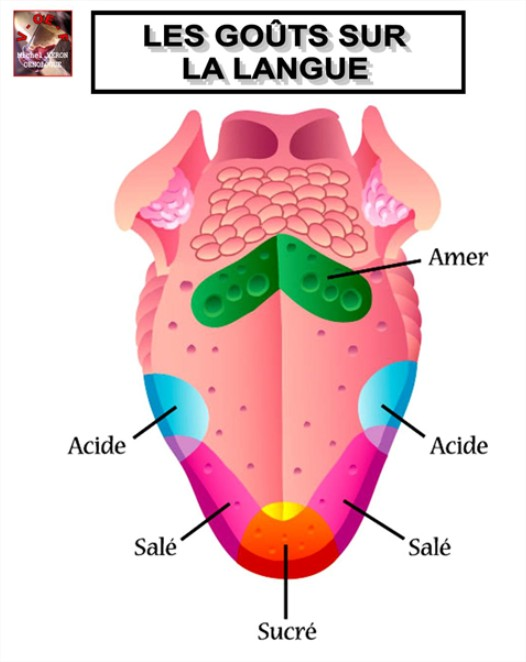 LES GOÛTS SUR
LA LANGUE
Amer
Acide
Acide
Salé
Salé
Sucré